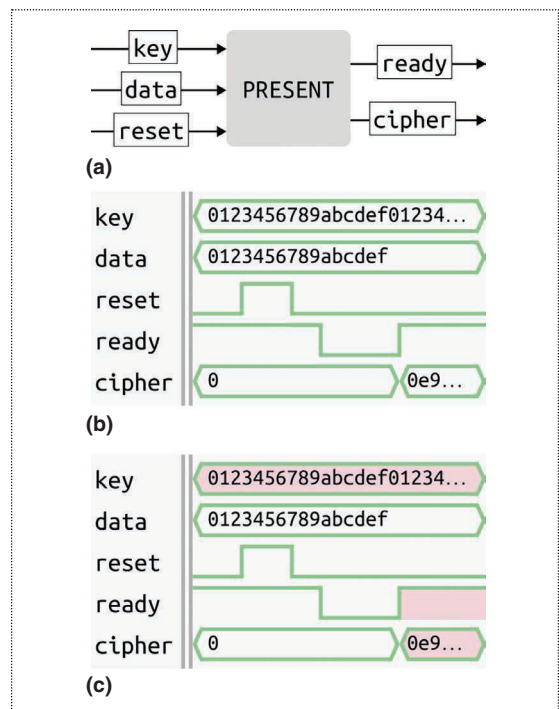 key
data
reset
PRESENT
ready
cipher
(a)
key 0123456789abcdef01234...
data 0123456789abcdef
reset
ready
cipher 0 0e9...
(b)
key 0123456789abcdef01234...
data 0123456789abcdef
reset
ready
cipher 0 0e9...
(c)